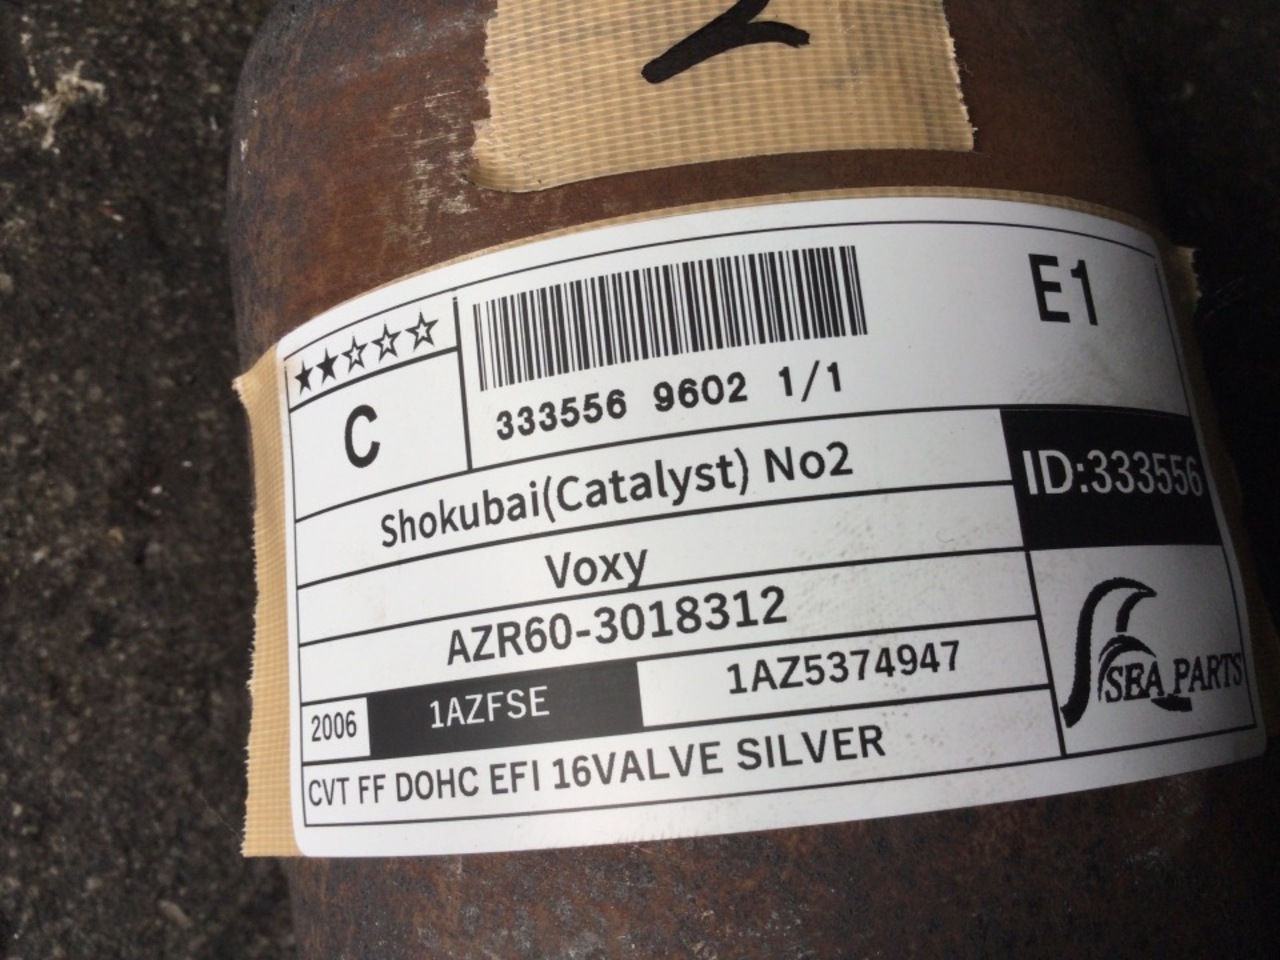 2
★★☆☆☆
C
333556 9602 1/1
E1
Shokubai(Catalyst) No2
ID:333556
Voxy
AZR60-3018312
2006 1AZFSE 1AZ5374947
SEA PARTS
CVT FF DOHC EFI 16VALVE SILVER